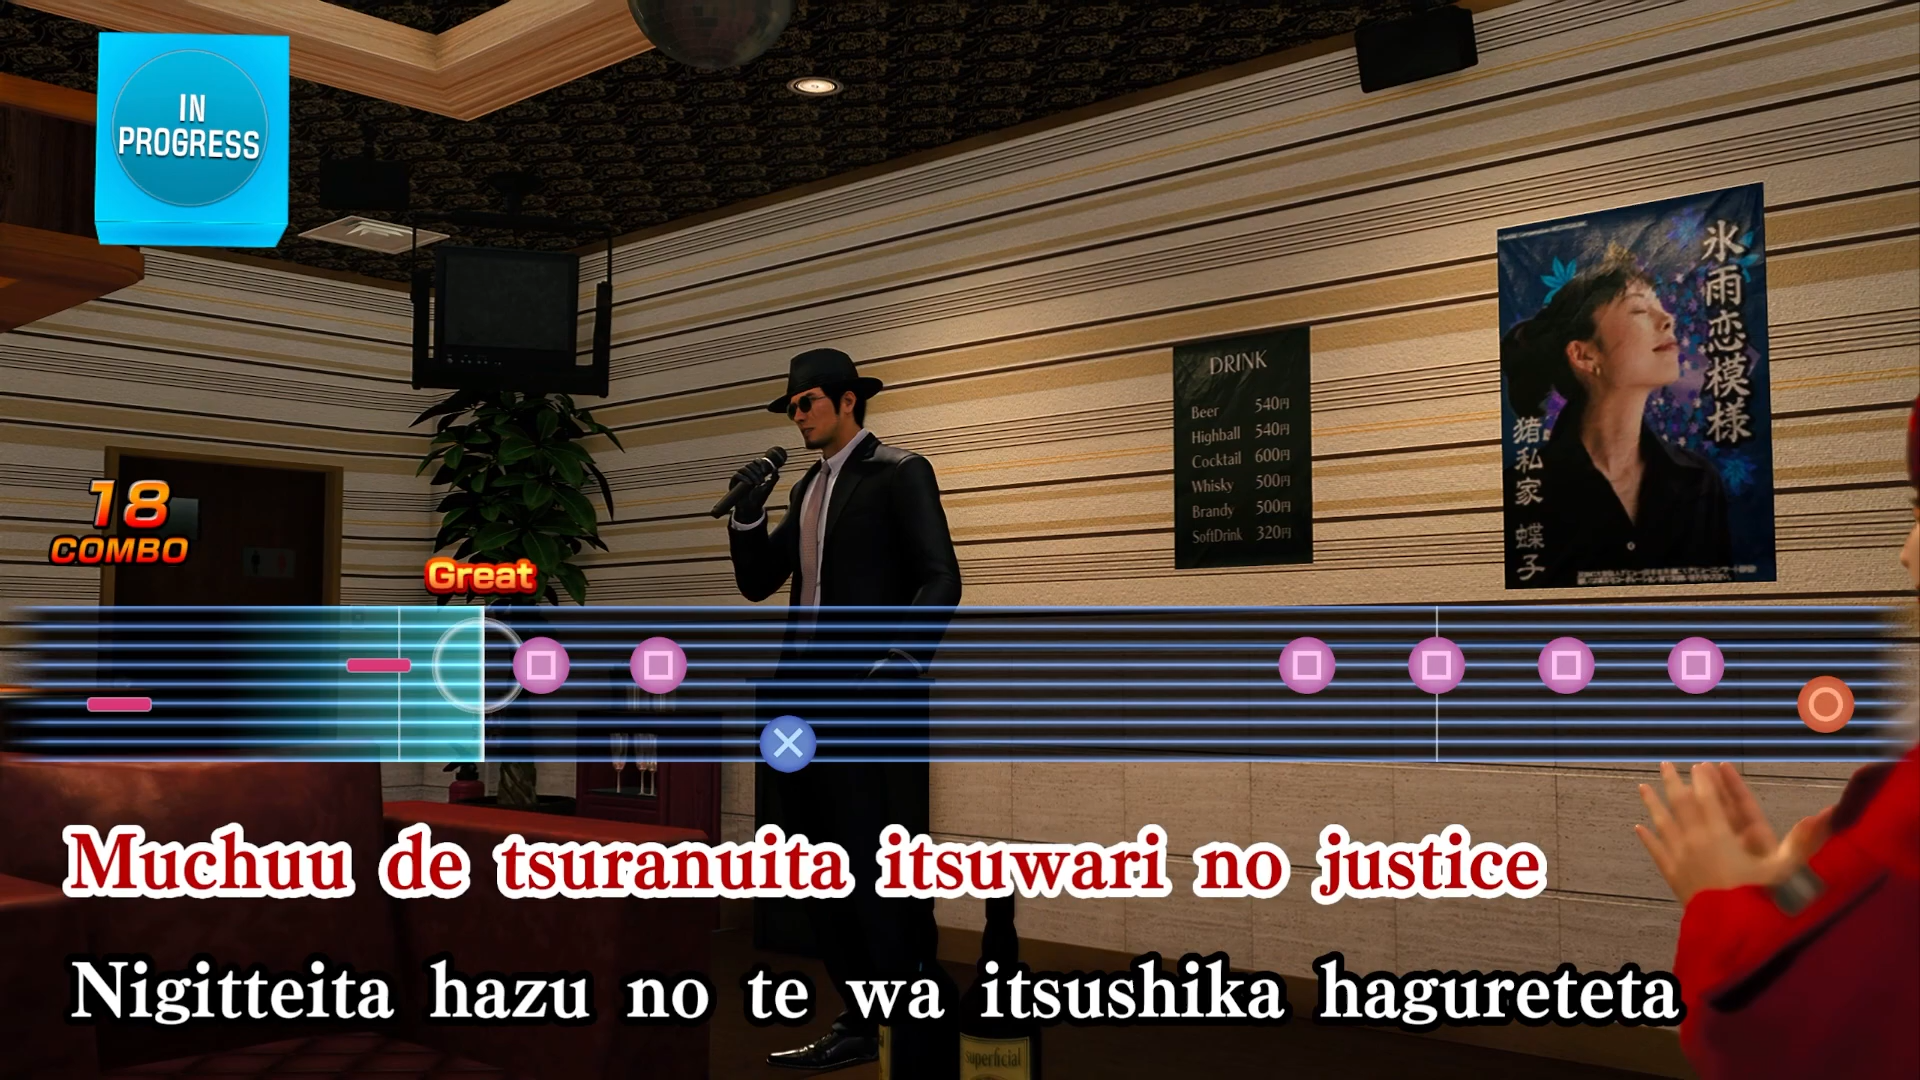 IN
PROGRESS
氷雨恋模様
猪私家 蝶子
DRINK
Beer 540円
Highball 540円
Cocktail 600円
Whisky 500円
Brandy 500円
SoftDrink 320円
18
COMBO
Great
Muchuu de tsuranuita itsuwari no justice
Nigitteita hazu no te wa itsushika hagureteta
superficial